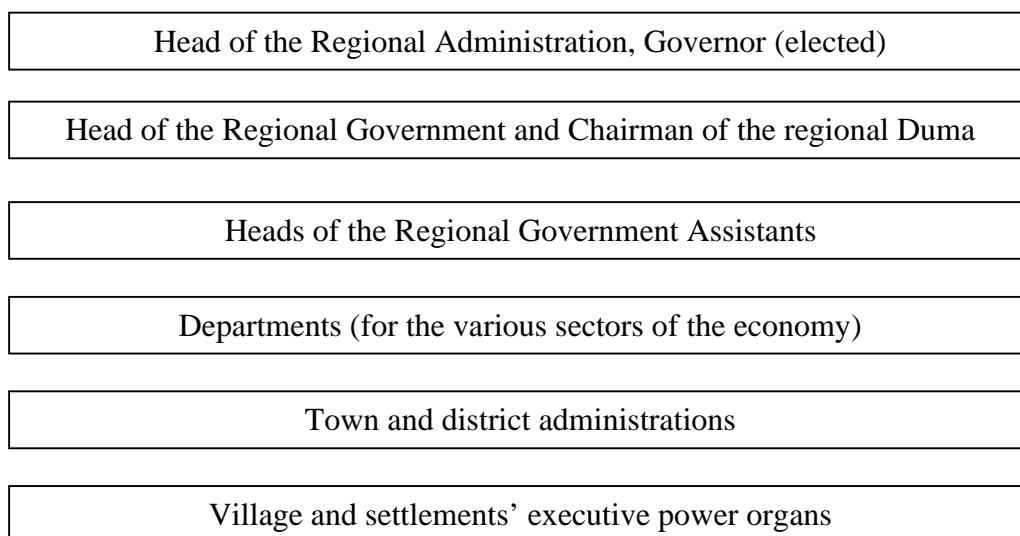 Head of the Regional Administration, Governor (elected)
Head of the Regional Government and Chairman of the regional Duma
Heads of the Regional Government Assistants
Departments (for the various sectors of the economy)
Town and district administrations
Village and settlements’ executive power organs